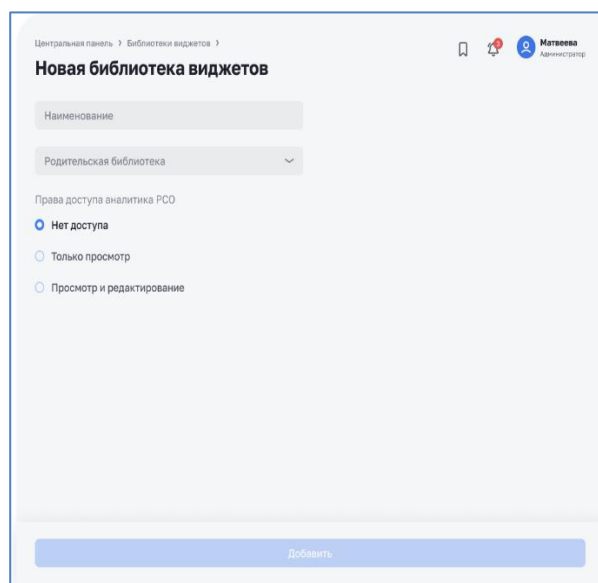 Центральная панель > Библиотеки виджетов >
Новая библиотека виджетов
Матвеева
Администратор
Наименование
Родительская библиотека
Права доступа аналитика РСО
Нет доступа
Только просмотр
Просмотр и редактирование
Добавить